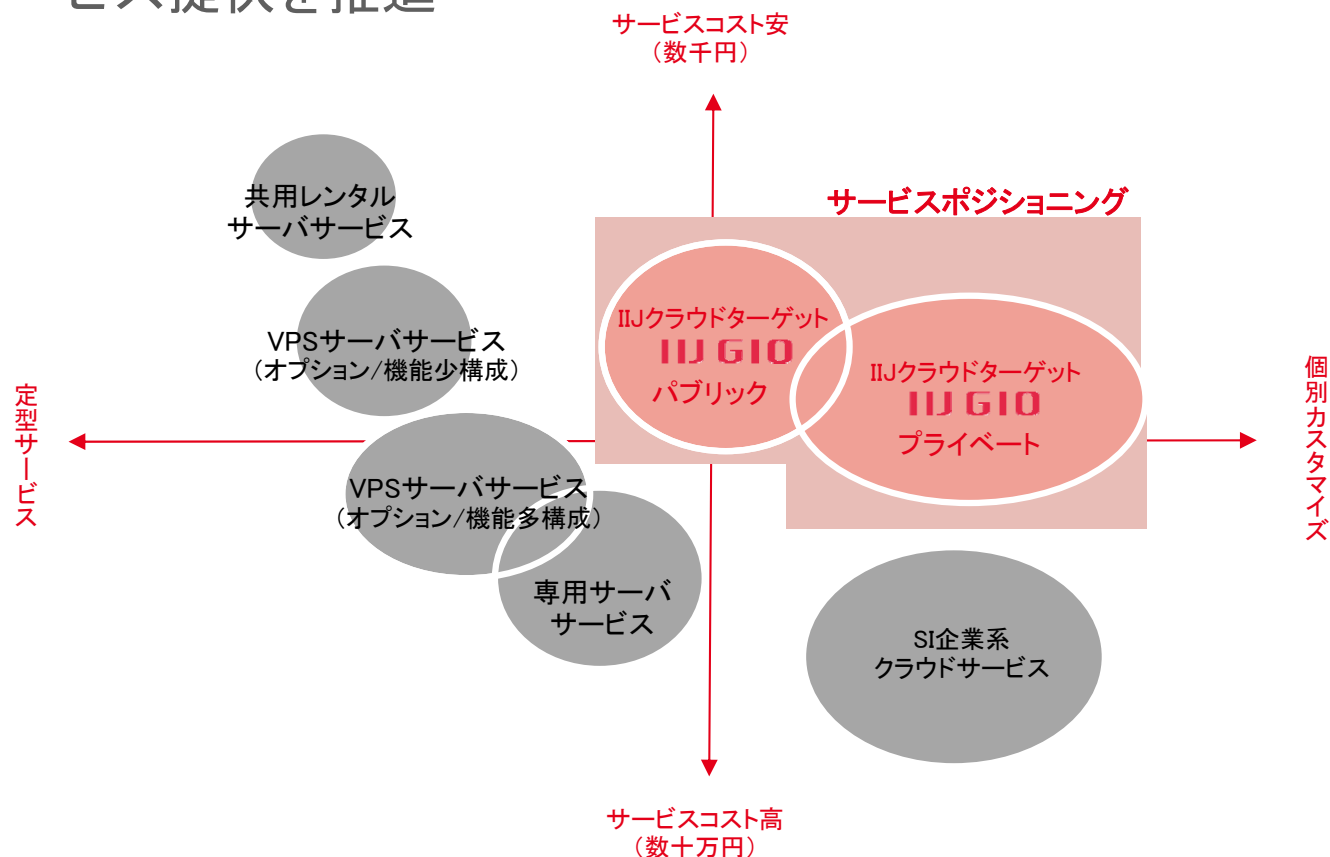 ビス提供を推進
サービスコスト安
（数千円）
共用レンタル
サーバサービス
サービスポジショニング
VPSサーバサービス
（オプション/機能少構成）
IIJクラウドターゲット
IIJ GIO
パブリック
IIJクラウドターゲット
IIJ GIO
プライベート
定型サービス
個別カスタマイズ
VPSサーバサービス
（オプション/機能多構成）
専用サーバ
サービス
SI企業系
クラウドサービス
サービスコスト高
（数十万円）